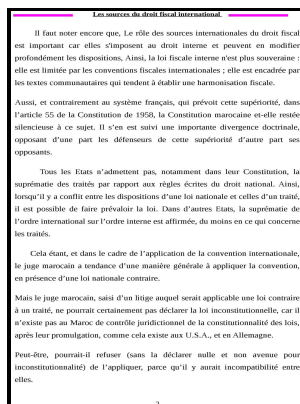 Les sources du droit fiscal international
Il faut noter encore que, Le rôle des sources internationales du droit fiscal
est important car elles s'imposent au droit interne et peuvent en modifier
profondément les dispositions, Ainsi, la loi fiscale interne n'est plus souveraine :
elle est limitée par les conventions fiscales internationales ; elle est encadrée par
les textes communautaires qui tendent à établir une harmonisation fiscale.
Aussi, et contrairement au système français, qui prévoit cette supériorité, dans
l'article 55 de la Constitution de 1958, la Constitution marocaine et-elle restée
silencieuse à ce sujet. Il s'en est suivi une importante divergence doctrinale,
opposant d'une part les défenseurs de cette supériorité d'autre part ses
opposants.
Tous les Etats n'admettent pas, notamment dans leur Constitution, la
suprématie des traités par rapport aux règles écrites du droit national. Ainsi,
lorsqu'il y a conflit entre les dispositions d'une loi nationale et celles d'un traité,
il est possible de faire prévaloir la loi. Dans d'autres Etats, la suprématie de
l'ordre international sur l'ordre interne est affirmée, du moins en ce qui concerne
les traités.
Cela étant, et dans le cadre de l'application de la convention internationale,
le juge marocain a tendance d'une manière générale à appliquer la convention,
en présence d'une loi nationale contraire.
Mais le juge marocain, saisi d'un litige auquel serait applicable une loi contraire
à un traité, ne pourrait certainement pas déclarer la loi inconstitutionnelle, car il
n'existe pas au Maroc de contrôle juridictionnel de la constitutionnalité des lois,
après leur promulgation, comme cela existe aux U.S.A., et en Allemagne.
Peut-être, pourrait-il refuser (sans la déclarer nulle et non avenue pour
inconstitutionnalité) de l'appliquer, parce qu'il y aurait incompatibilité entre
elles.